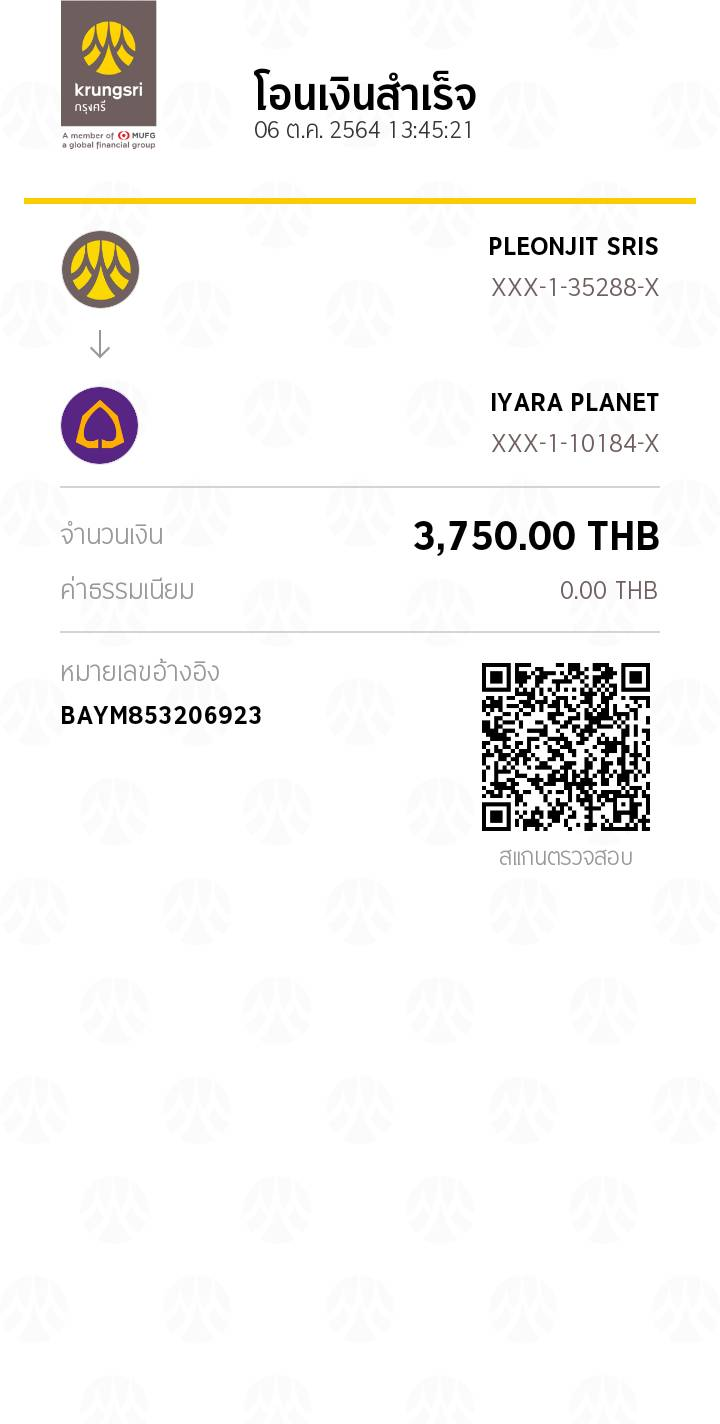 krungsri
กรุงศรี
A member of MUFG
a global financial group
โอนเงินสำเร็จ
06 ต.ค. 2564 13:45:21
PLEONJIT SRIS
XXX-1-35288-X
IYARA PLANET
XXX-1-10184-X
จำนวนเงิน 3,750.00 THB
ค่าธรรมเนียม 0.00 THB
หมายเลขอ้างอิง
BAYM853206923
สแกนตรวจสอบ